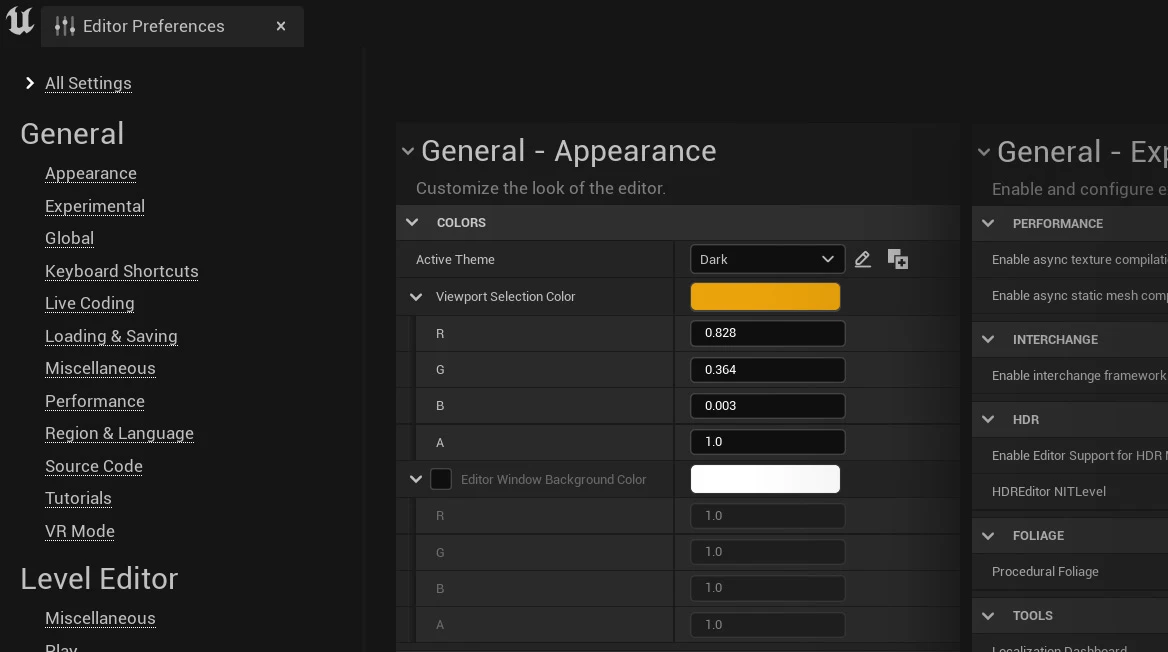 Editor Preferences
All Settings
General
Appearance
Experimental
Global
Keyboard Shortcuts
Live Coding
Loading & Saving
Miscellaneous
Performance
Region & Language
Source Code
Tutorials
VR Mode
Level Editor
Miscellaneous
Play
General - Appearance
Customize the look of the editor.
COLORS
Active Theme Dark
Viewport Selection Color
R 0.828
G 0.364
B 0.003
A 1.0
Editor Window Background Color
R 1.0
G 1.0
B 1.0
A 1.0
General - Exp
Enable and configure e
PERFORMANCE
Enable async texture compilati
Enable async static mesh com
INTERCHANGE
Enable interchange framework
HDR
Enable Editor Support for HDR
HDREditor NITLevel
FOLIAGE
Procedural Foliage
TOOLS
Localization Dashboard